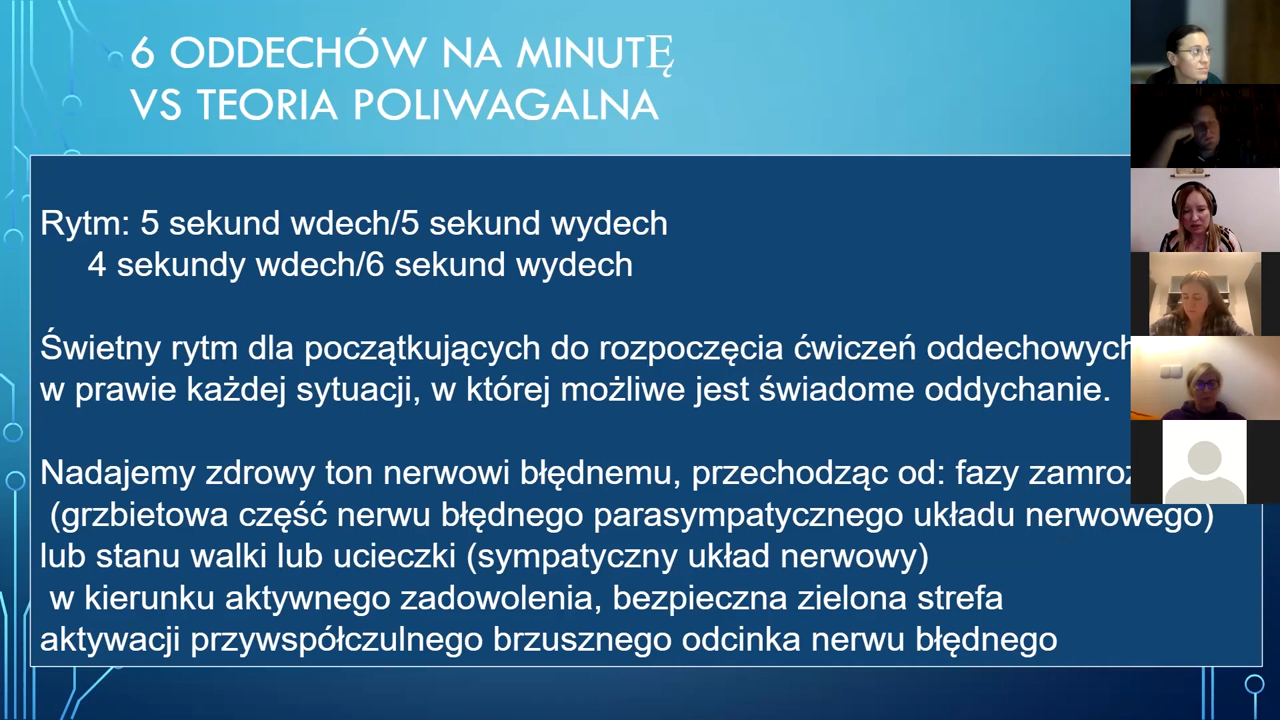 6 ODDECHÓW NA MINUTĘ
VS TEORIA POLIWAGALNA
Rytm: 5 sekund wdech/5 sekund wydech
4 sekundy wdech/6 sekund wydech
Świetny rytm dla początkujących do rozpoczęcia ćwiczeń oddechowych
w prawie każdej sytuacji, w której możliwe jest świadome oddychanie.
Nadajemy zdrowy ton nerwowi błędnemu, przechodząc od: fazy
(grzbietowa część nerwu błędnego parasympatycznego układu nerwowego)
lub stanu walki lub ucieczki (sympatyczny układ nerwowy)
w kierunku aktywnego zadowolenia, bezpieczna zielona strefa
aktywacji przywspółczulnego brzusznego odcinka nerwu błędnego